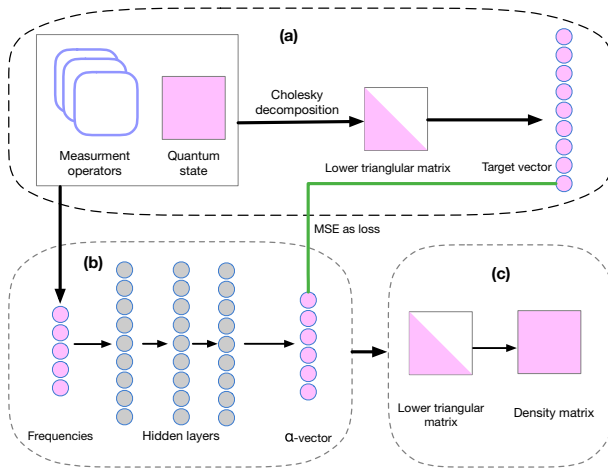 (a)
Cholesky
decomposition
Measurment
operators
Quantum
state
Lower trianglular matrix
Target vector
MSE as loss
(b)
Frequencies
Hidden layers
α-vector
(c)
Lower triangular
matrix
Density matrix